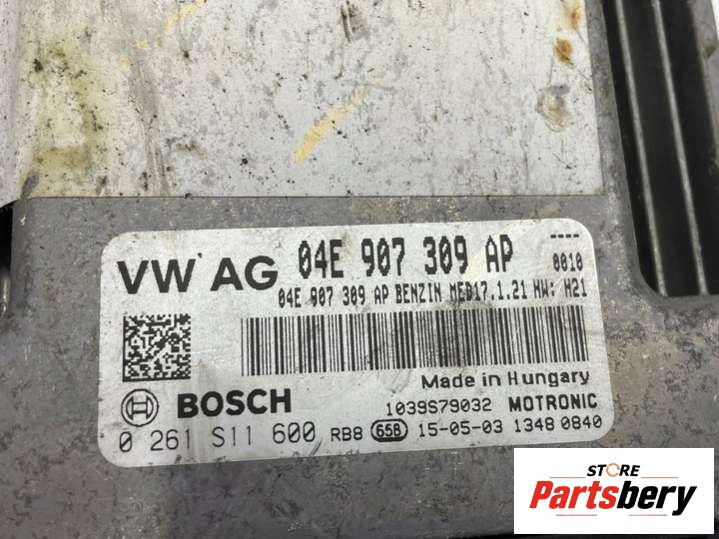 VW AG 04E 907 309 AP ----
0010
04E 907 309 AP BENZIN MED17.1.21 HW: H21
Made in Hungary
BOSCH 1039S79032 MOTRONIC
0 261 S11 600 RB8 65B 15-05-03 1348 0840
STORE
Partsbery